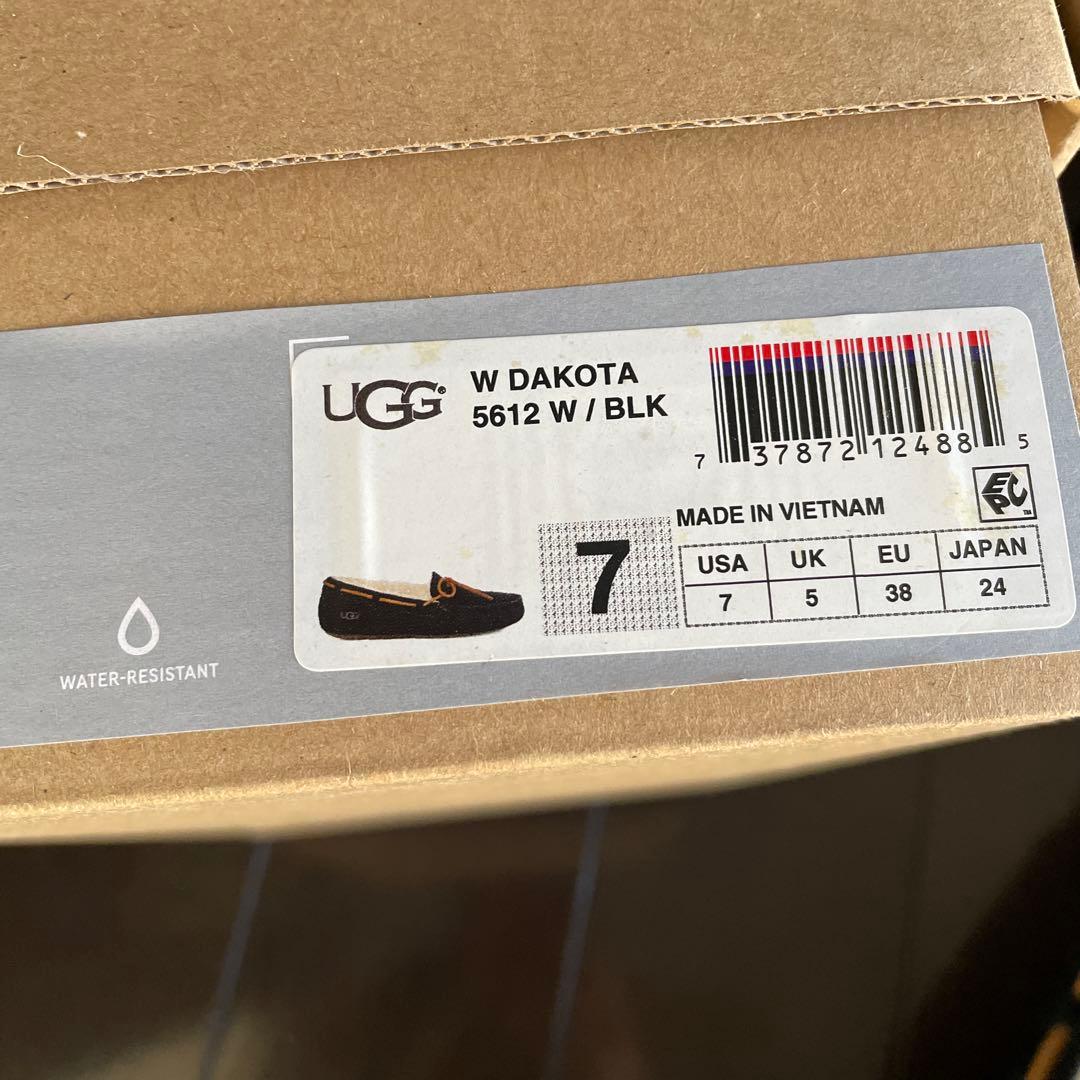 UGG®
W DAKOTA
5612 W / BLK
7 37872 12488 5
EPC™
MADE IN VIETNAM
7
USA UK EU JAPAN
7 5 38 24
UGG
WATER-RESISTANT